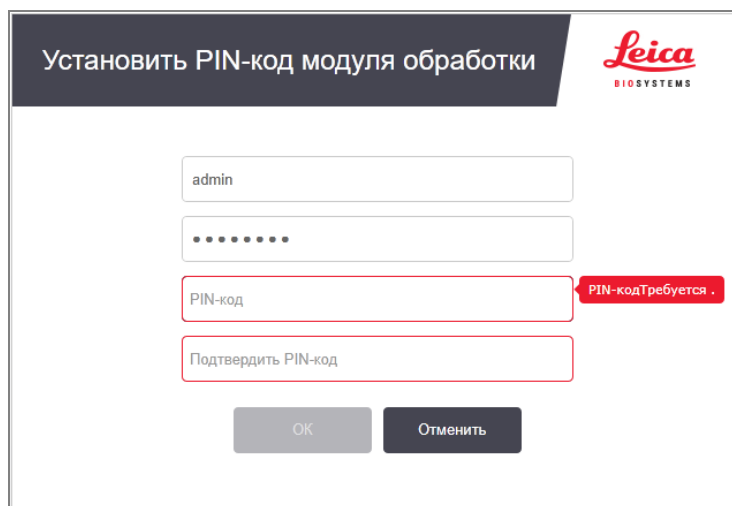 Установить PIN-код модуля обработки
Leica
BIOSYSTEMS
admin
••••••••
PIN-код
PIN-кодТребуется .
Подтвердить PIN-код
OK
Отменить